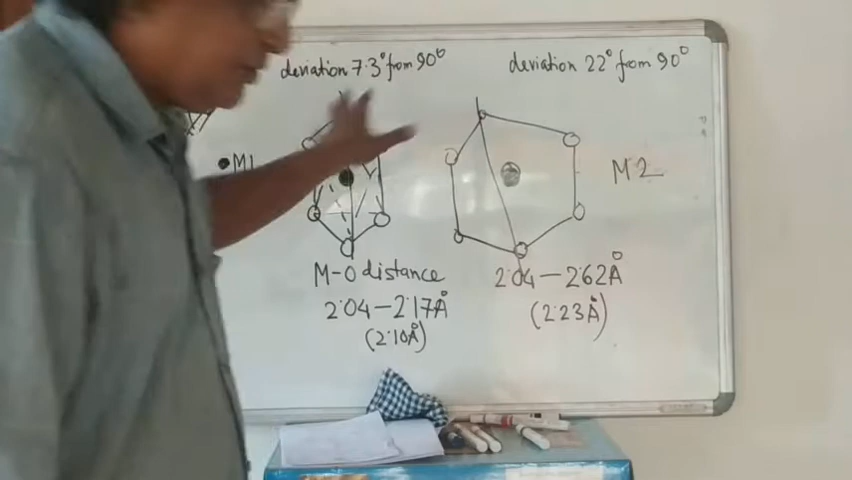 deviation 7.3° from 90°
deviation 22° from 90°
M1
M2
M-O distance
2.04-2.17Å
(2.10Å)
2.04-2.62Å
(2.23Å)